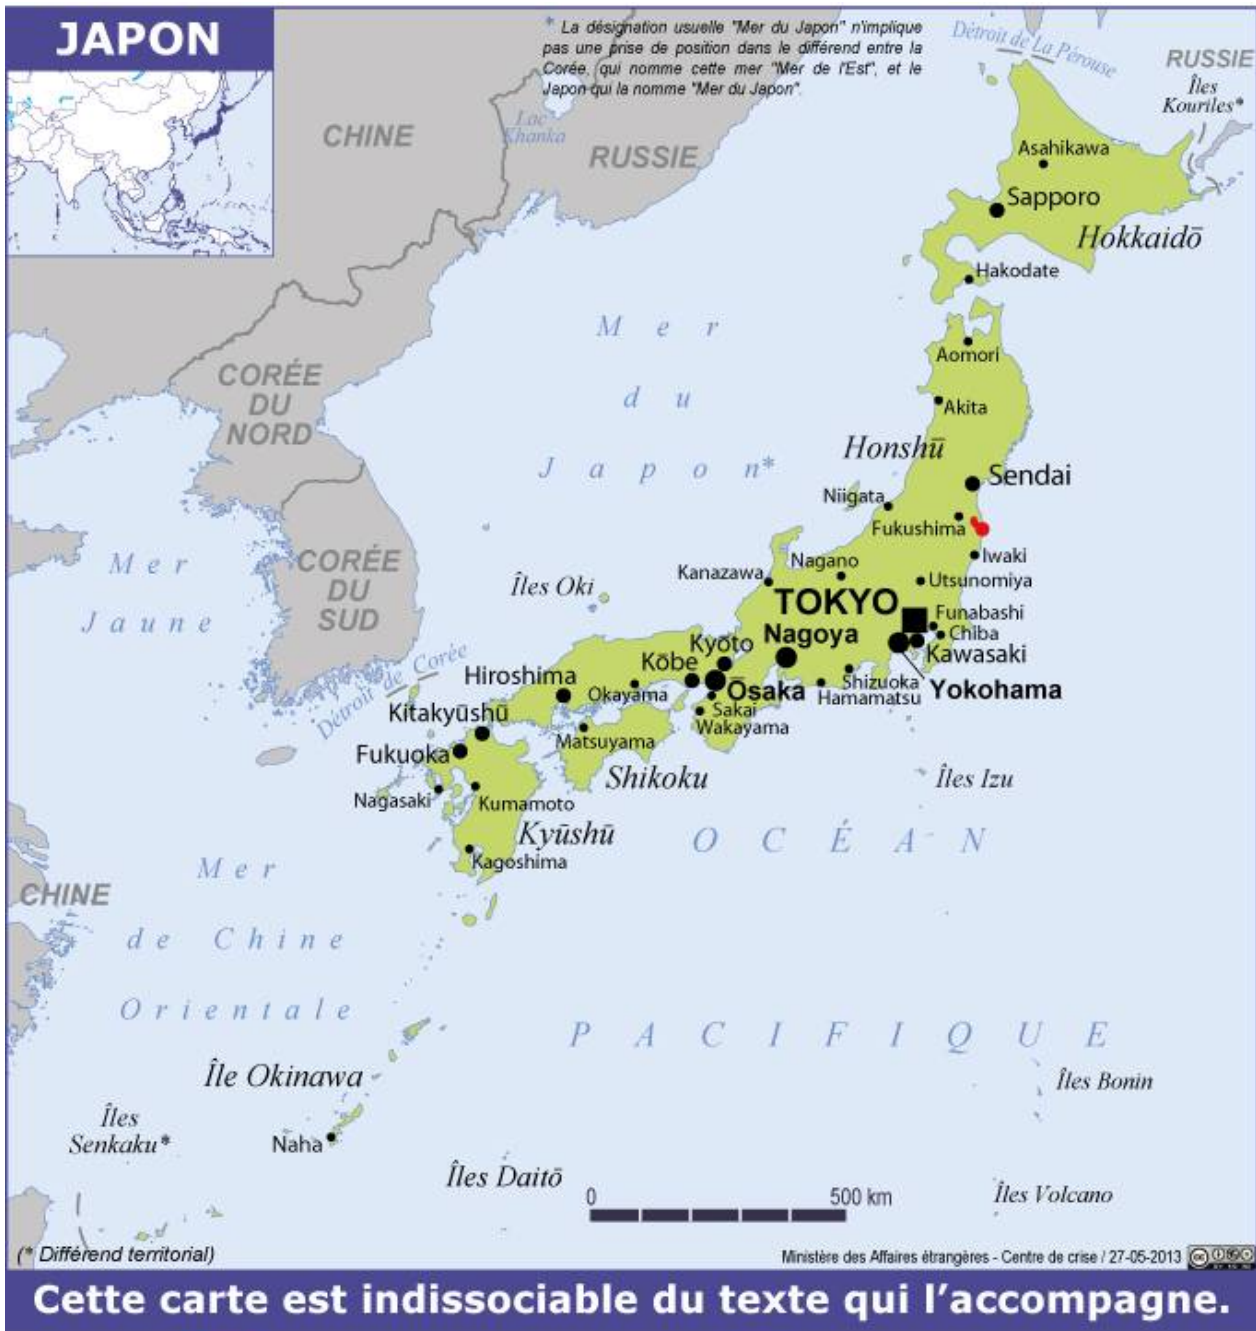 JAPON
* La désignation usuelle "Mer du Japon" n'implique
pas une prise de position dans le différend entre la
Corée, qui nomme cette mer "Mer de l'Est", et le
Japon qui la nomme "Mer du Japon".
Détroit de La Pérouse
RUSSIE
Îles
Kouriles*
CHINE
Lac
Khanka
RUSSIE
Asahikawa
Sapporo
Hokkaidō
Hakodate
Mer
du
Japon*
Aomori
Akita
CORÉE
DU
NORD
Honshū
Sendai
Niigata
Fukushima
Iwaki
Mer
Jaune
CORÉE
DU
SUD
Îles Oki
Kanazawa
Nagano
Utsunomiya
TOKYO
Funabashi
Chiba
Kawasaki
Yokohama
Nagoya
Kyōto
Kōbe
Ōsaka
Shizuoka
Hamamatsu
Sakai
Wakayama
Okayama
Hiroshima
Détroit de Corée
Kitakyūshū
Matsuyama
Fukuoka
Shikoku
Îles Izu
Nagasaki
Kumamoto
Kyūshū
Kagoshima
OCÉAN
CHINE
Mer
de Chine
Orientale
PACIFIQUE
Île Okinawa
Îles Bonin
Îles
Senkaku*
Naha
Îles Daitō
Îles Volcano
0 500 km
(* Différend territorial)
Ministère des Affaires étrangères - Centre de crise / 27-05-2013
Cette carte est indissociable du texte qui l'accompagne.